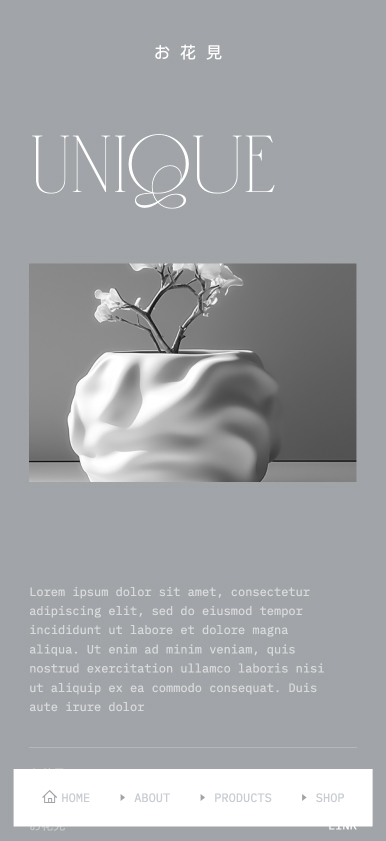 お花見
UNIQUE
Lorem ipsum dolor sit amet, consectetur
adipiscing elit, sed do eiusmod tempor
incididunt ut labore et dolore magna
aliqua. Ut enim ad minim veniam, quis
nostrud exercitation ullamco laboris nisi
ut aliquip ex ea commodo consequat. Duis
aute irure dolor
HOME
ABOUT
PRODUCTS
SHOP